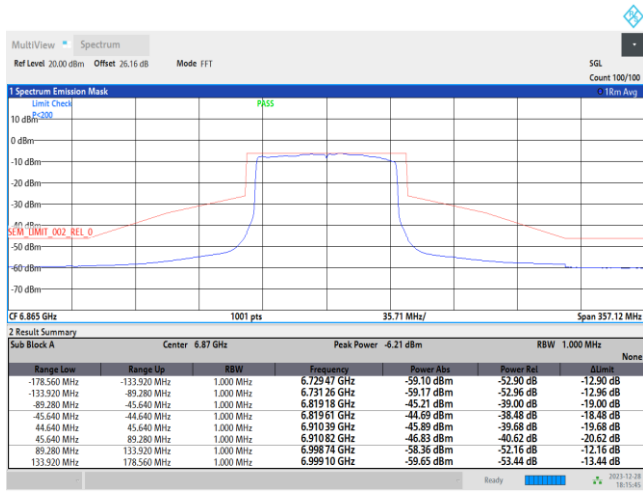 MultiView Spectrum
Ref Level 20.00 dBm Offset 26.16 dB Mode FFT SGL
Count 100/100
1 Spectrum Emission Mask 1Rm Avg
Limit Check PASS
P<200
10 dBm
0 dBm
-10 dBm
-20 dBm
-30 dBm
-40 dBm
SEM_LIMIT_002_REL_0
-50 dBm
-60 dBm
-70 dBm
CF 6.865 GHz 1001 pts 35.71 MHz/ Span 357.12 MHz
2 Result Summary
Sub Block A Center 6.87 GHz Peak Power -6.21 dBm RBW 1.000 MHz
None
Range Low Range Up RBW Frequency Power Abs Power Rel ΔLimit
-178.560 MHz -133.920 MHz 1.000 MHz 6.72947 GHz -59.10 dBm -52.90 dB -12.90 dB
-133.920 MHz -89.280 MHz 1.000 MHz 6.73126 GHz -59.17 dBm -52.96 dB -12.96 dB
-89.280 MHz -45.640 MHz 1.000 MHz 6.81918 GHz -45.21 dBm -39.00 dB -19.00 dB
-45.640 MHz -44.640 MHz 1.000 MHz 6.81961 GHz -44.69 dBm -38.48 dB -18.48 dB
44.640 MHz 45.640 MHz 1.000 MHz 6.91039 GHz -45.89 dBm -39.68 dB -19.68 dB
45.640 MHz 89.280 MHz 1.000 MHz 6.91082 GHz -46.83 dBm -40.62 dB -20.62 dB
89.280 MHz 133.920 MHz 1.000 MHz 6.99874 GHz -58.36 dBm -52.16 dB -12.16 dB
133.920 MHz 178.560 MHz 1.000 MHz 6.99910 GHz -59.65 dBm -53.44 dB -13.44 dB
Ready 2023-12-28
18:15:45